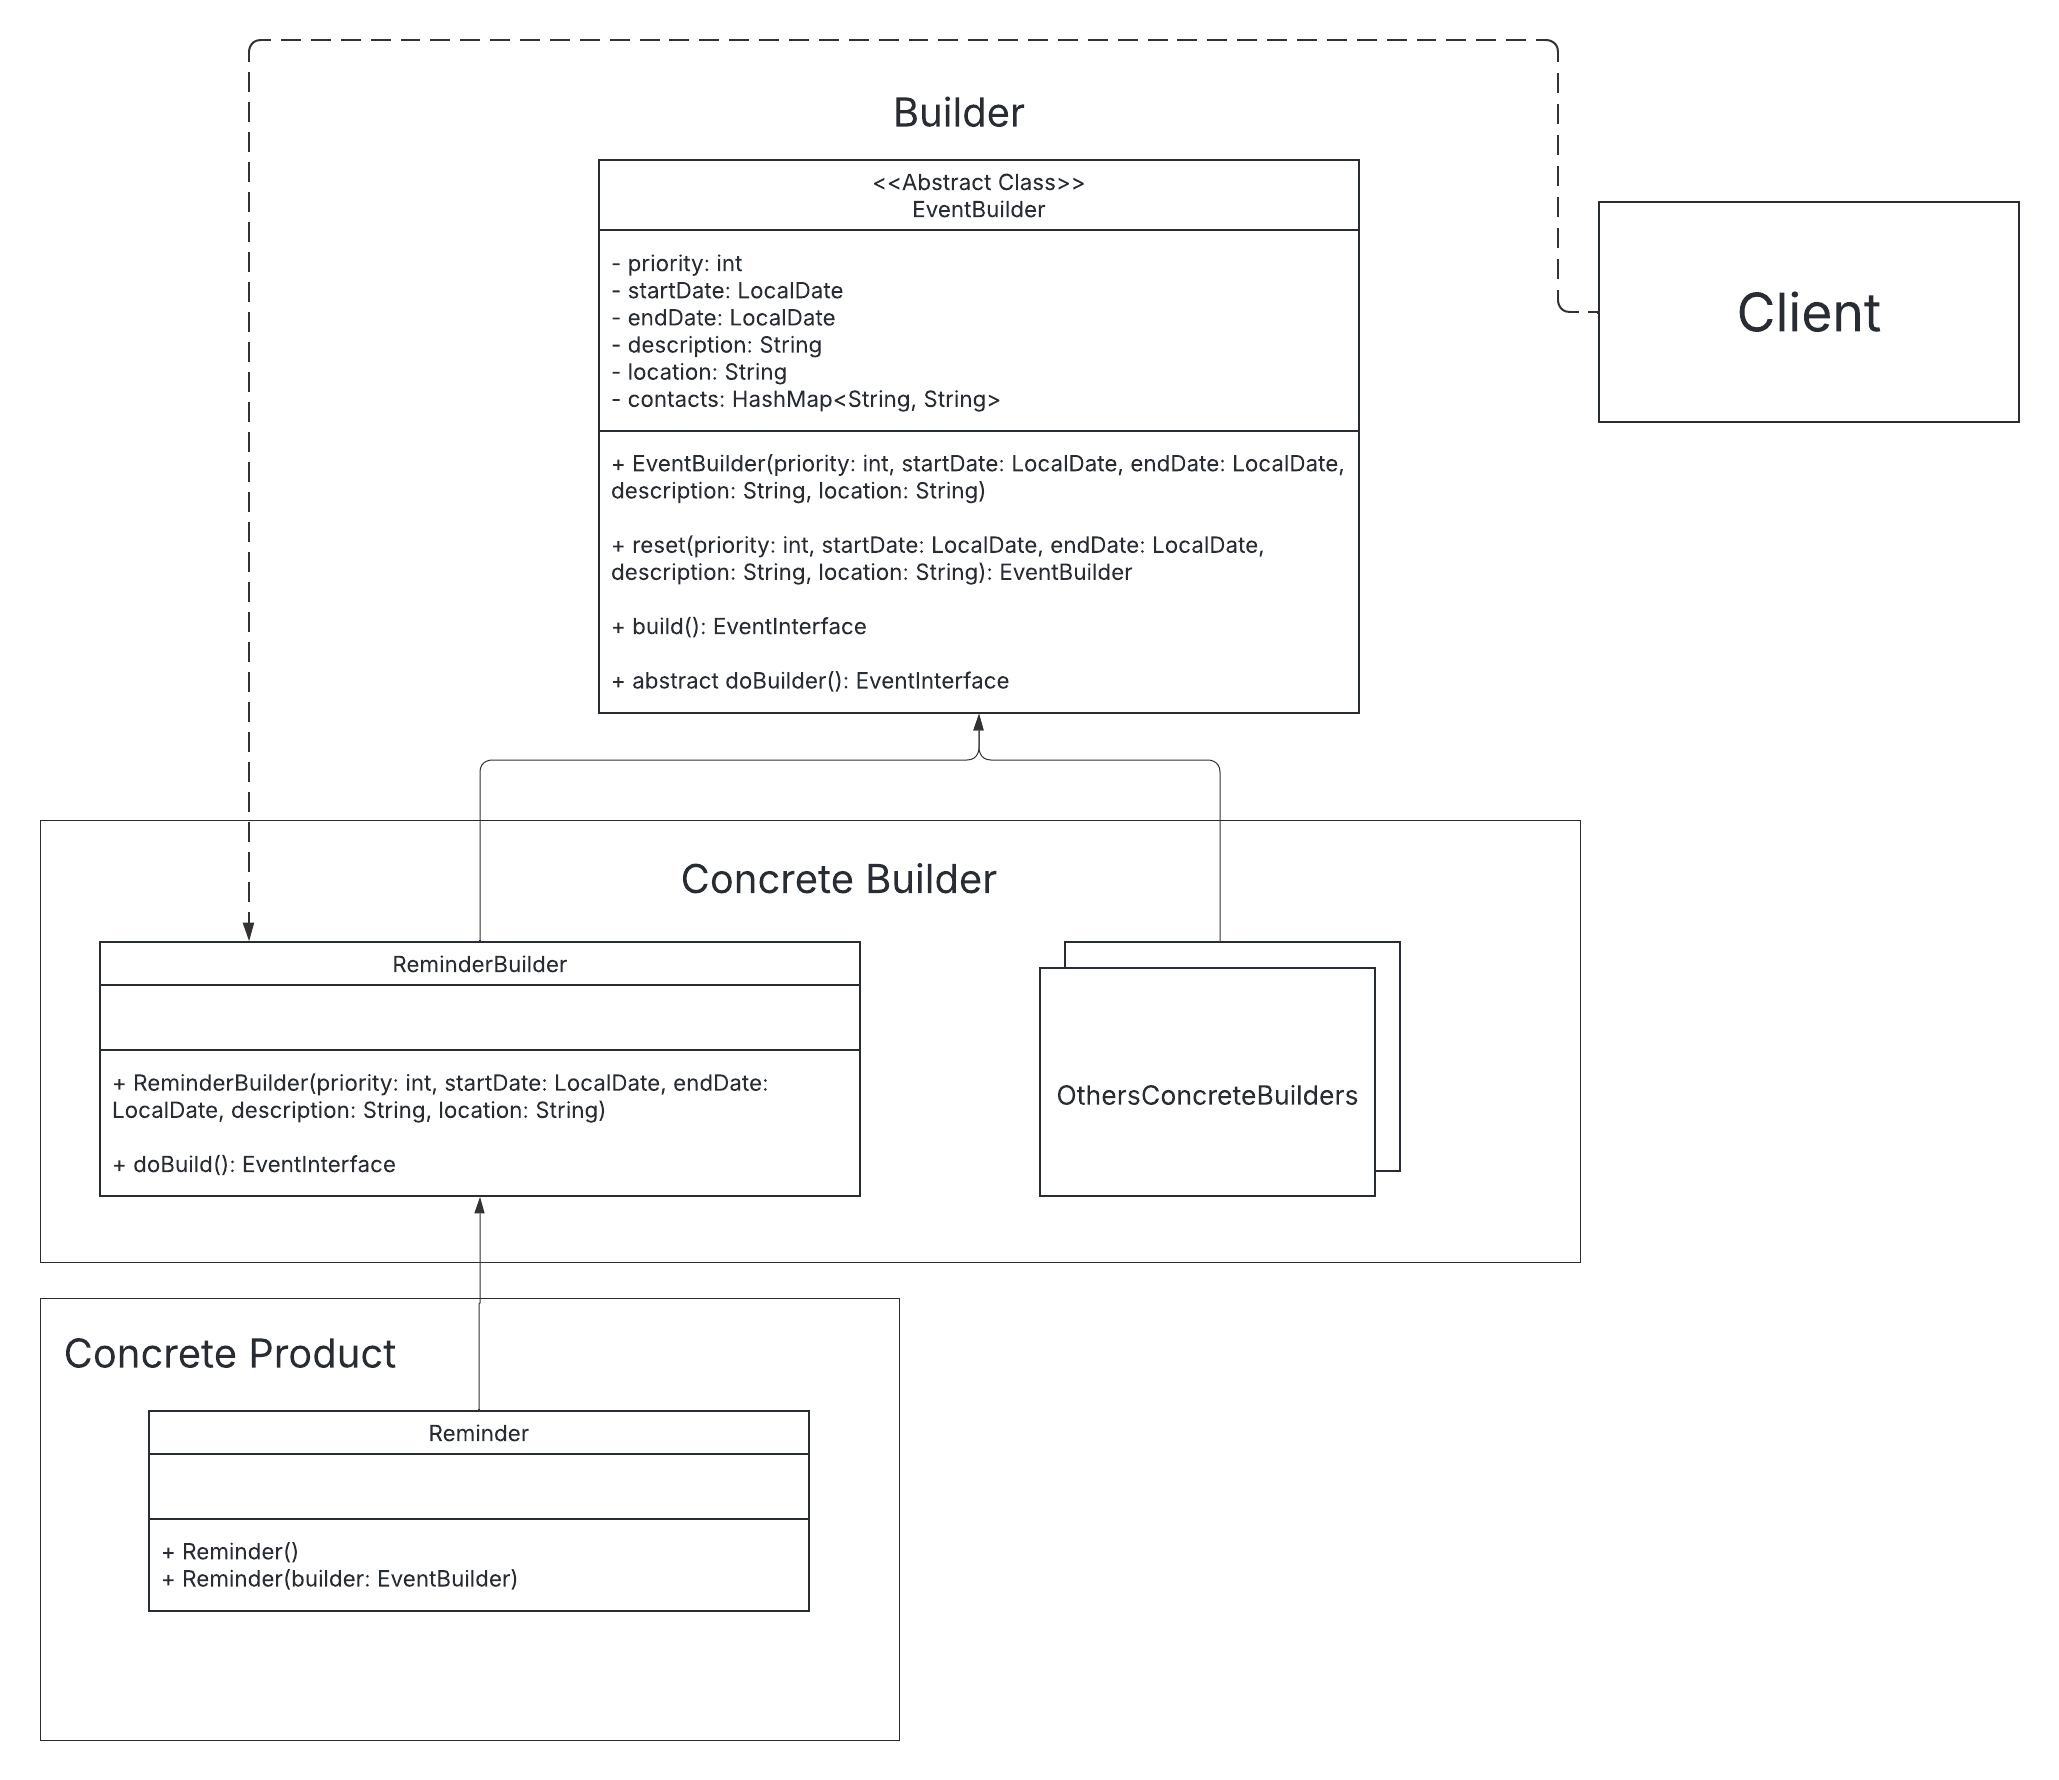 Builder
<<Abstract Class>>
EventBuilder
- priority: int
- startDate: LocalDate
- endDate: LocalDate
- description: String
- location: String
- contacts: HashMap<String, String>
+ EventBuilder(priority: int, startDate: LocalDate, endDate: LocalDate,
description: String, location: String)
+ reset(priority: int, startDate: LocalDate, endDate: LocalDate,
description: String, location: String): EventBuilder
+ build(): EventInterface
+ abstract doBuilder(): EventInterface
Client
Concrete Builder
ReminderBuilder
+ ReminderBuilder(priority: int, startDate: LocalDate, endDate:
LocalDate, description: String, location: String)
+ doBuild(): EventInterface
OthersConcreteBuilders
Concrete Product
Reminder
+ Reminder()
+ Reminder(builder: EventBuilder)